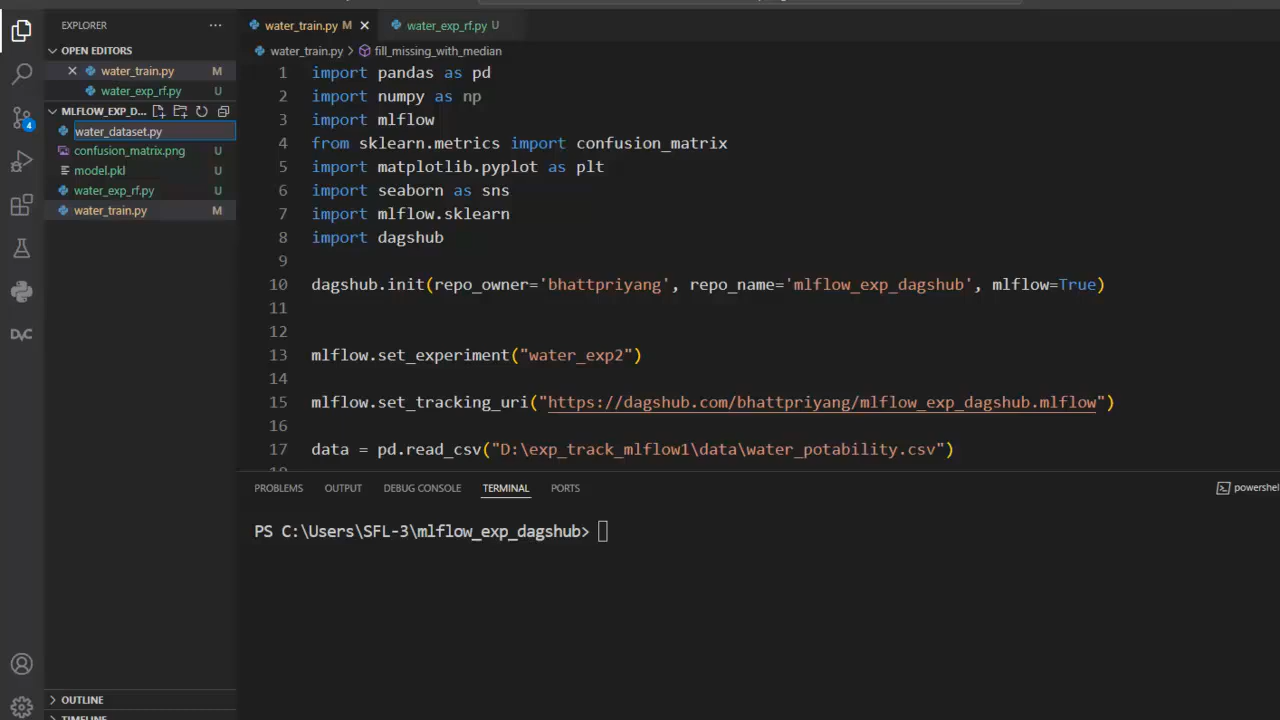 EXPLORER
···
water_train.py M
water_exp_rf.py U
OPEN EDITORS
water_train.py > fill_missing_with_median
water_train.py M
water_exp_rf.py U
MLFLOW_EXP_D...
water_dataset.py
confusion_matrix.png U
model.pkl U
water_exp_rf.py U
water_train.py M
4
DVC
1 import pandas as pd
2 import numpy as np
3 import mlflow
4 from sklearn.metrics import confusion_matrix
5 import matplotlib.pyplot as plt
6 import seaborn as sns
7 import mlflow.sklearn
8 import dagshub
9
10 dagshub.init(repo_owner='bhattpriyang', repo_name='mlflow_exp_dagshub', mlflow=True)
11
12
13 mlflow.set_experiment("water_exp2")
14
15 mlflow.set_tracking_uri("https://dagshub.com/bhattpriyang/mlflow_exp_dagshub.mlflow")
16
17 data = pd.read_csv("D:\exp_track_mlflow1\data\water_potability.csv")
18
PROBLEMS OUTPUT DEBUG CONSOLE TERMINAL PORTS
powershel
PS C:\Users\SFL-3\mlflow_exp_dagshub>
OUTLINE
TIMELINE